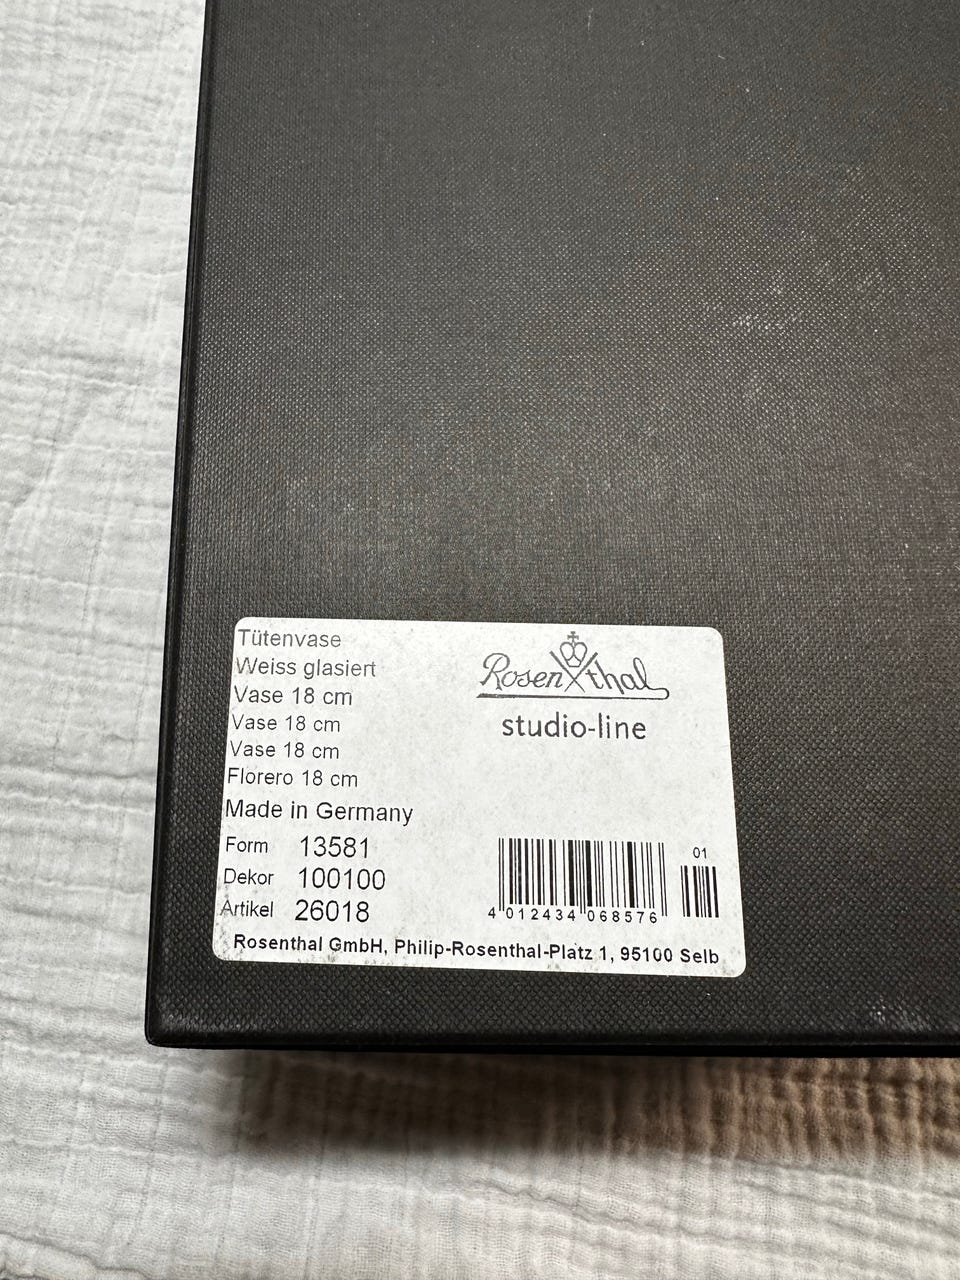 Tütenvase
Weiss glasiert
Vase 18 cm
Vase 18 cm
Vase 18 cm
Florero 18 cm
Made in Germany
Form 13581
Dekor 100100
Artikel 26018
Rosenthal
studio-line
01
4 012434 068576
Rosenthal GmbH, Philip-Rosenthal-Platz 1, 95100 Selb